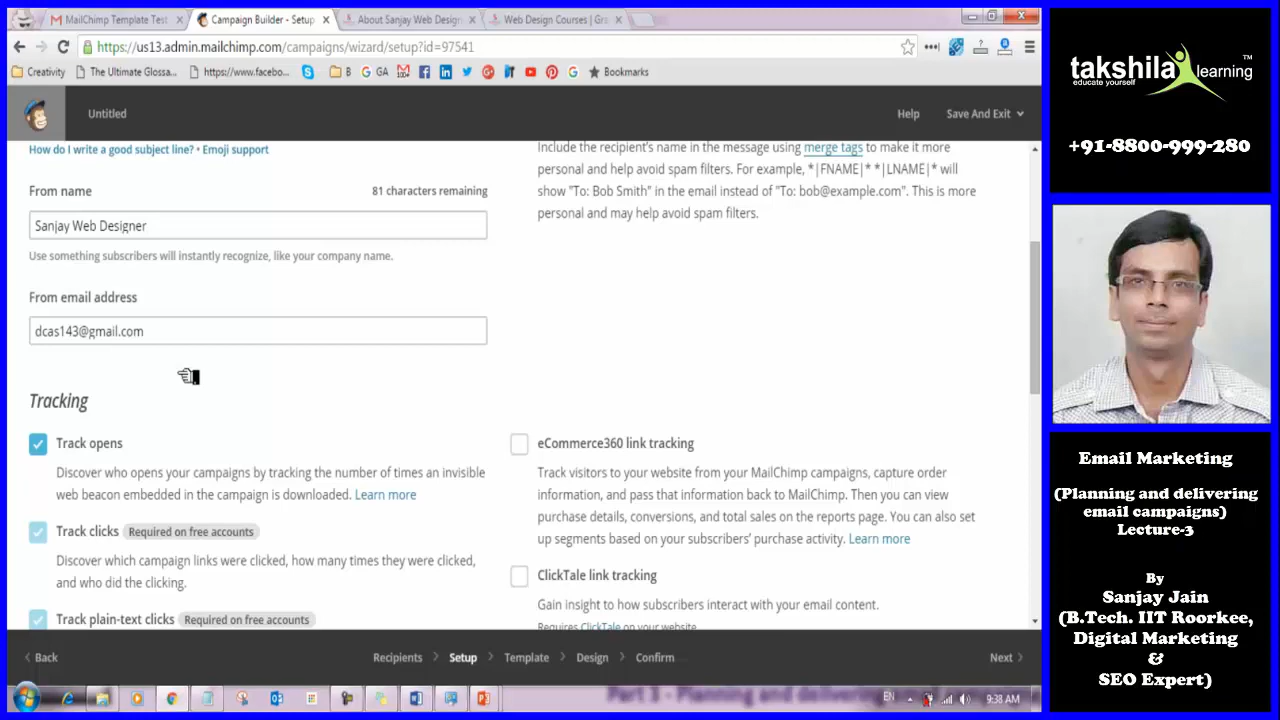 MailChimp Template Test
Campaign Builder - Setup
About Sanjay Web Design
Web Design Courses | Gra
https://us13.admin.mailchimp.com/campaigns/wizard/setup?id=97541
Creativity
The Ultimate Glossa...
https://www.facebo...
B
GA
Bookmarks
Untitled
Help
Save And Exit
How do I write a good subject line? • Emoji support
From name
81 characters remaining
Sanjay Web Designer
Use something subscribers will instantly recognize, like your company name.
From email address
dcas143@gmail.com
Include the recipient's name in the message using merge tags to make it more
personal and help avoid spam filters. For example, *|FNAME|* *|LNAME|* will
show "To: Bob Smith" in the email instead of "To: bob@example.com". This is more
personal and may help avoid spam filters.
Tracking
Track opens
Discover who opens your campaigns by tracking the number of times an invisible
web beacon embedded in the campaign is downloaded. Learn more
Track clicks Required on free accounts
Discover which campaign links were clicked, how many times they were clicked,
and who did the clicking.
Track plain-text clicks Required on free accounts
eCommerce360 link tracking
Track visitors to your website from your MailChimp campaigns, capture order
information, and pass that information back to MailChimp. Then you can view
purchase details, conversions, and total sales on the reports page. You can also set
up segments based on your subscribers' purchase activity. Learn more
ClickTale link tracking
Gain insight to how subscribers interact with your email content.
Requires ClickTale on your website.
Back
Recipients > Setup > Template > Design > Confirm
Next
Part 3 - Planning and delivering
EN
9:38 AM
takshila learning
TM
educate yourself
+91-8800-999-280
Email Marketing
(Planning and delivering
email campaigns)
Lecture-3
By
Sanjay Jain
(B.Tech. IIT Roorkee,
Digital Marketing
&
SEO Expert)